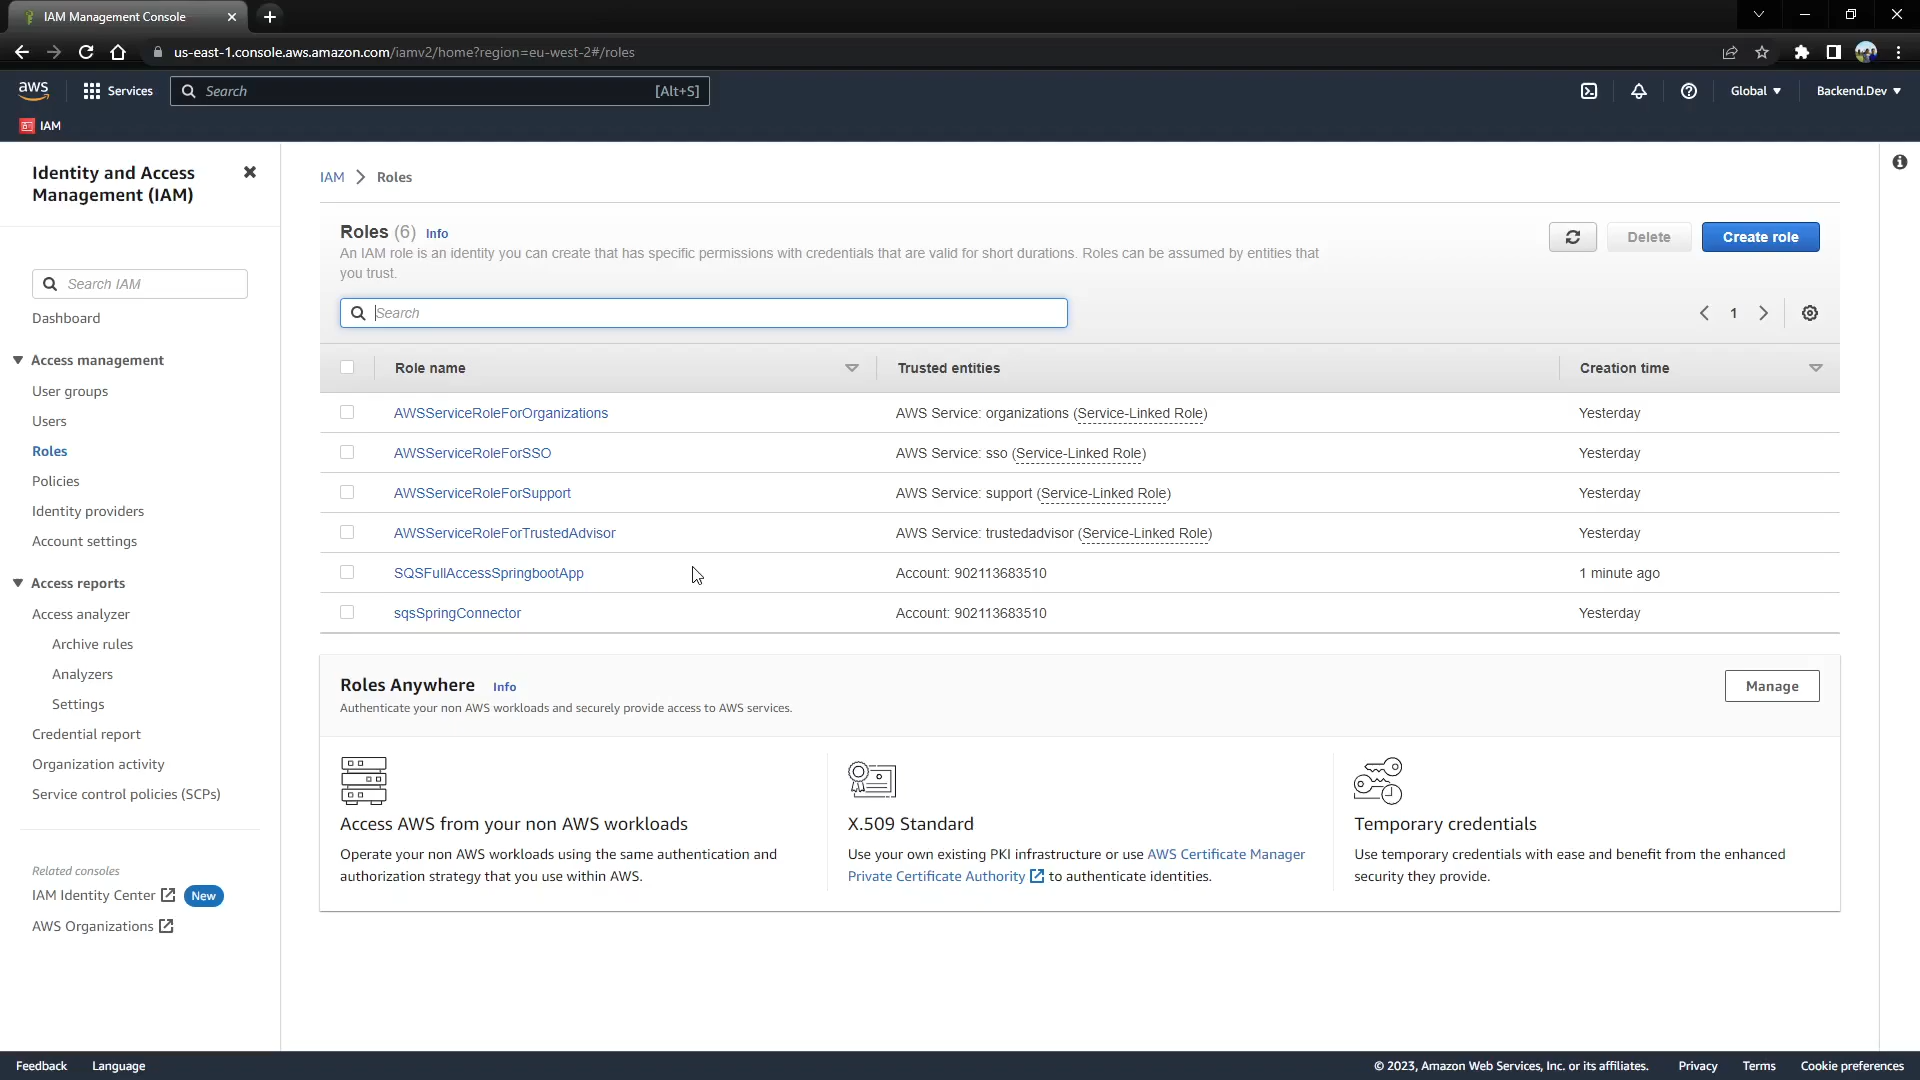 IAM Management Console
us-east-1.console.aws.amazon.com/iamv2/home?region=eu-west-2#/roles
aws
Services
Search
[Alt+S]
Global
Backend.Dev
IAM
Identity and Access
Management (IAM)
Search IAM
Dashboard
Access management
User groups
Users
Roles
Policies
Identity providers
Account settings
Access reports
Access analyzer
Archive rules
Analyzers
Settings
Credential report
Organization activity
Service control policies (SCPs)
Related consoles
IAM Identity Center New
AWS Organizations
IAM > Roles
Roles (6) Info
An IAM role is an identity you can create that has specific permissions with credentials that are valid for short durations. Roles can be assumed by entities that
you trust.
Delete
Create role
Search
1
Role name Trusted entities Creation time
AWSServiceRoleForOrganizations AWS Service: organizations (Service-Linked Role) Yesterday
AWSServiceRoleForSSO AWS Service: sso (Service-Linked Role) Yesterday
AWSServiceRoleForSupport AWS Service: support (Service-Linked Role) Yesterday
AWSServiceRoleForTrustedAdvisor AWS Service: trustedadvisor (Service-Linked Role) Yesterday
SQSFullAccessSpringbootApp Account: 902113683510 1 minute ago
sqsSpringConnector Account: 902113683510 Yesterday
Roles Anywhere Info
Authenticate your non AWS workloads and securely provide access to AWS services.
Manage
Access AWS from your non AWS workloads
Operate your non AWS workloads using the same authentication and
authorization strategy that you use within AWS.
X.509 Standard
Use your own existing PKI infrastructure or use AWS Certificate Manager
Private Certificate Authority to authenticate identities.
Temporary credentials
Use temporary credentials with ease and benefit from the enhanced
security they provide.
Feedback
Language
© 2023, Amazon Web Services, Inc. or its affiliates.
Privacy
Terms
Cookie preferences